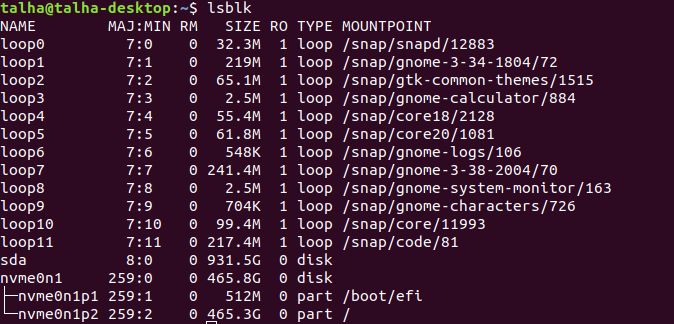 talha@talha-desktop:~$ lsblk
NAME        MAJ:MIN RM   SIZE RO TYPE MOUNTPOINT
loop0         7:0    0  32.3M  1 loop /snap/snapd/12883
loop1         7:1    0   219M  1 loop /snap/gnome-3-34-1804/72
loop2         7:2    0  65.1M  1 loop /snap/gtk-common-themes/1515
loop3         7:3    0   2.5M  1 loop /snap/gnome-calculator/884
loop4         7:4    0  55.4M  1 loop /snap/core18/2128
loop5         7:5    0  61.8M  1 loop /snap/core20/1081
loop6         7:6    0   548K  1 loop /snap/gnome-logs/106
loop7         7:7    0 241.4M  1 loop /snap/gnome-3-38-2004/70
loop8         7:8    0   2.5M  1 loop /snap/gnome-system-monitor/163
loop9         7:9    0   704K  1 loop /snap/gnome-characters/726
loop10        7:10   0  99.4M  1 loop /snap/core/11993
loop11        7:11   0 217.4M  1 loop /snap/code/81
sda           8:0    0 931.5G  0 disk
nvme0n1     259:0    0 465.8G  0 disk
├─nvme0n1p1 259:1    0   512M  0 part /boot/efi
└─nvme0n1p2 259:2    0 465.3G  0 part /